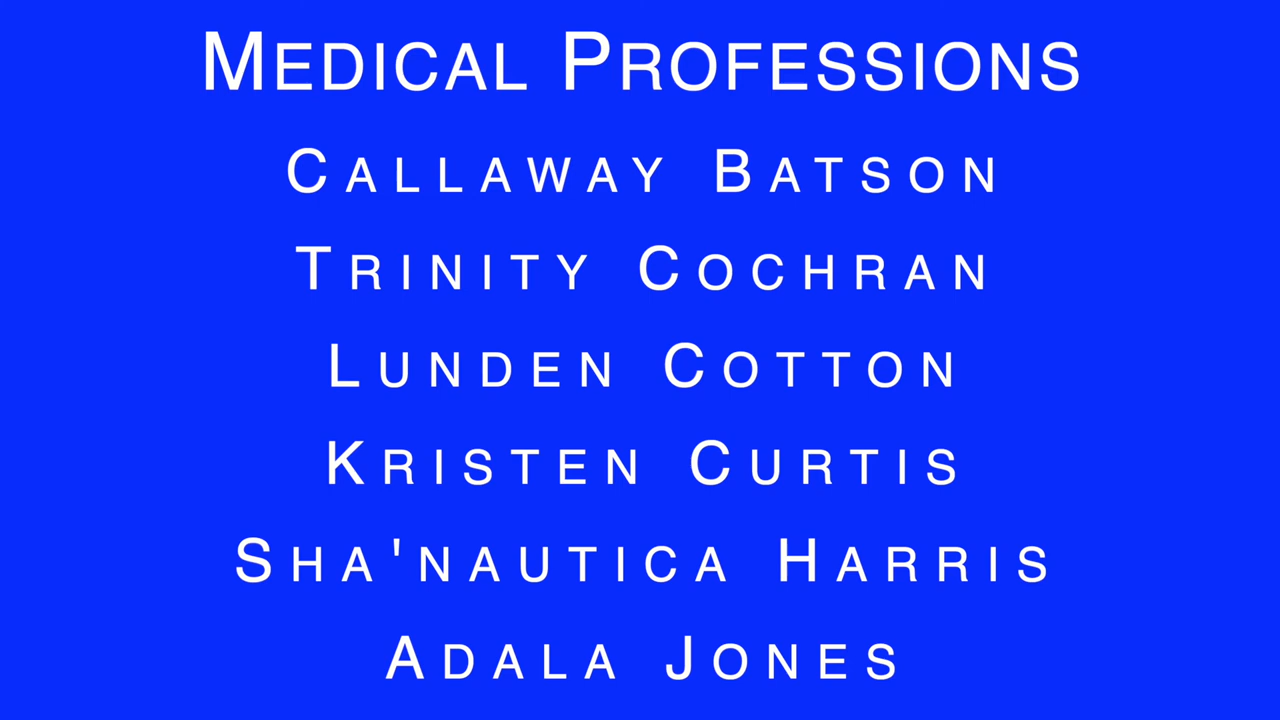 MEDICAL PROFESSIONS
CALLAWAY BATSON
TRINITY COCHRAN
LUNDEN COTTON
KRISTEN CURTIS
SHA'NAUTICA HARRIS
ADALA JONES